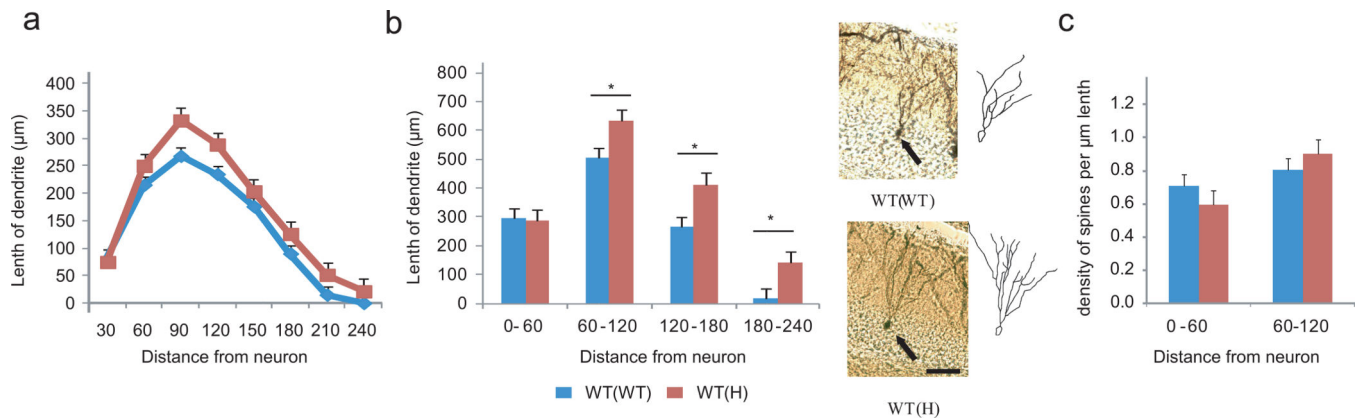 a
Lenth of dendrite (µm)
400
350
300
250
200
150
100
50
0
30 60 90 120 150 180 210 240
Distance from neuron
b
Lenth of dendrite (µm)
800
700
600
500
400
300
200
100
0
*
*
*
0-60 60-120 120-180 180-240
Distance from neuron
WT(WT) WT(H)
WT(WT)
WT(H)
c
density of spines per µm lenth
1.2
1.0
0.8
0.6
0.4
0.2
0.0
0-60 60-120
Distance from neuron